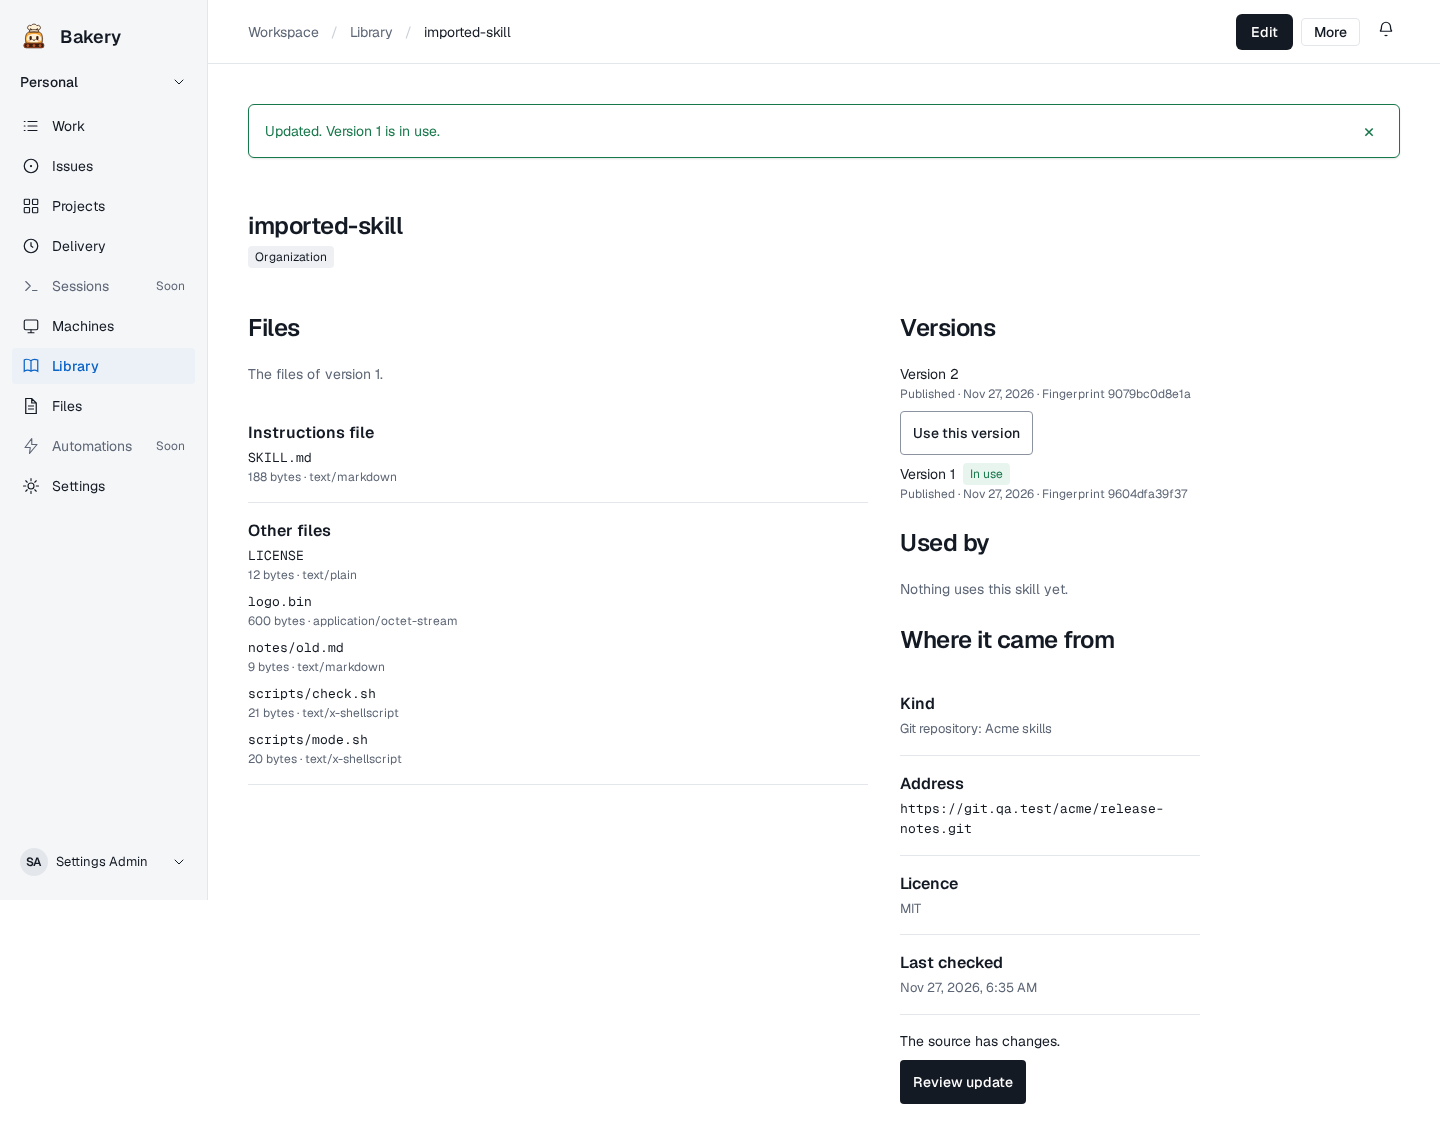 Bakery
Personal
Work
Issues
Projects
Delivery
Sessions Soon
Machines
Library
Files
Automations Soon
Settings
SA Settings Admin
Workspace / Library / imported-skill
Edit
More
Updated. Version 1 is in use.
imported-skill
Organization
Files
The files of version 1.
Instructions file
SKILL.md
188 bytes · text/markdown
Other files
LICENSE
12 bytes · text/plain
logo.bin
600 bytes · application/octet-stream
notes/old.md
9 bytes · text/markdown
scripts/check.sh
21 bytes · text/x-shellscript
scripts/mode.sh
20 bytes · text/x-shellscript
Versions
Version 2
Published · Nov 27, 2026 · Fingerprint 9079bc0d8e1a
Use this version
Version 1 In use
Published · Nov 27, 2026 · Fingerprint 9604dfa39f37
Used by
Nothing uses this skill yet.
Where it came from
Kind
Git repository: Acme skills
Address
https://git.qa.test/acme/release-
notes.git
Licence
MIT
Last checked
Nov 27, 2026, 6:35 AM
The source has changes.
Review update